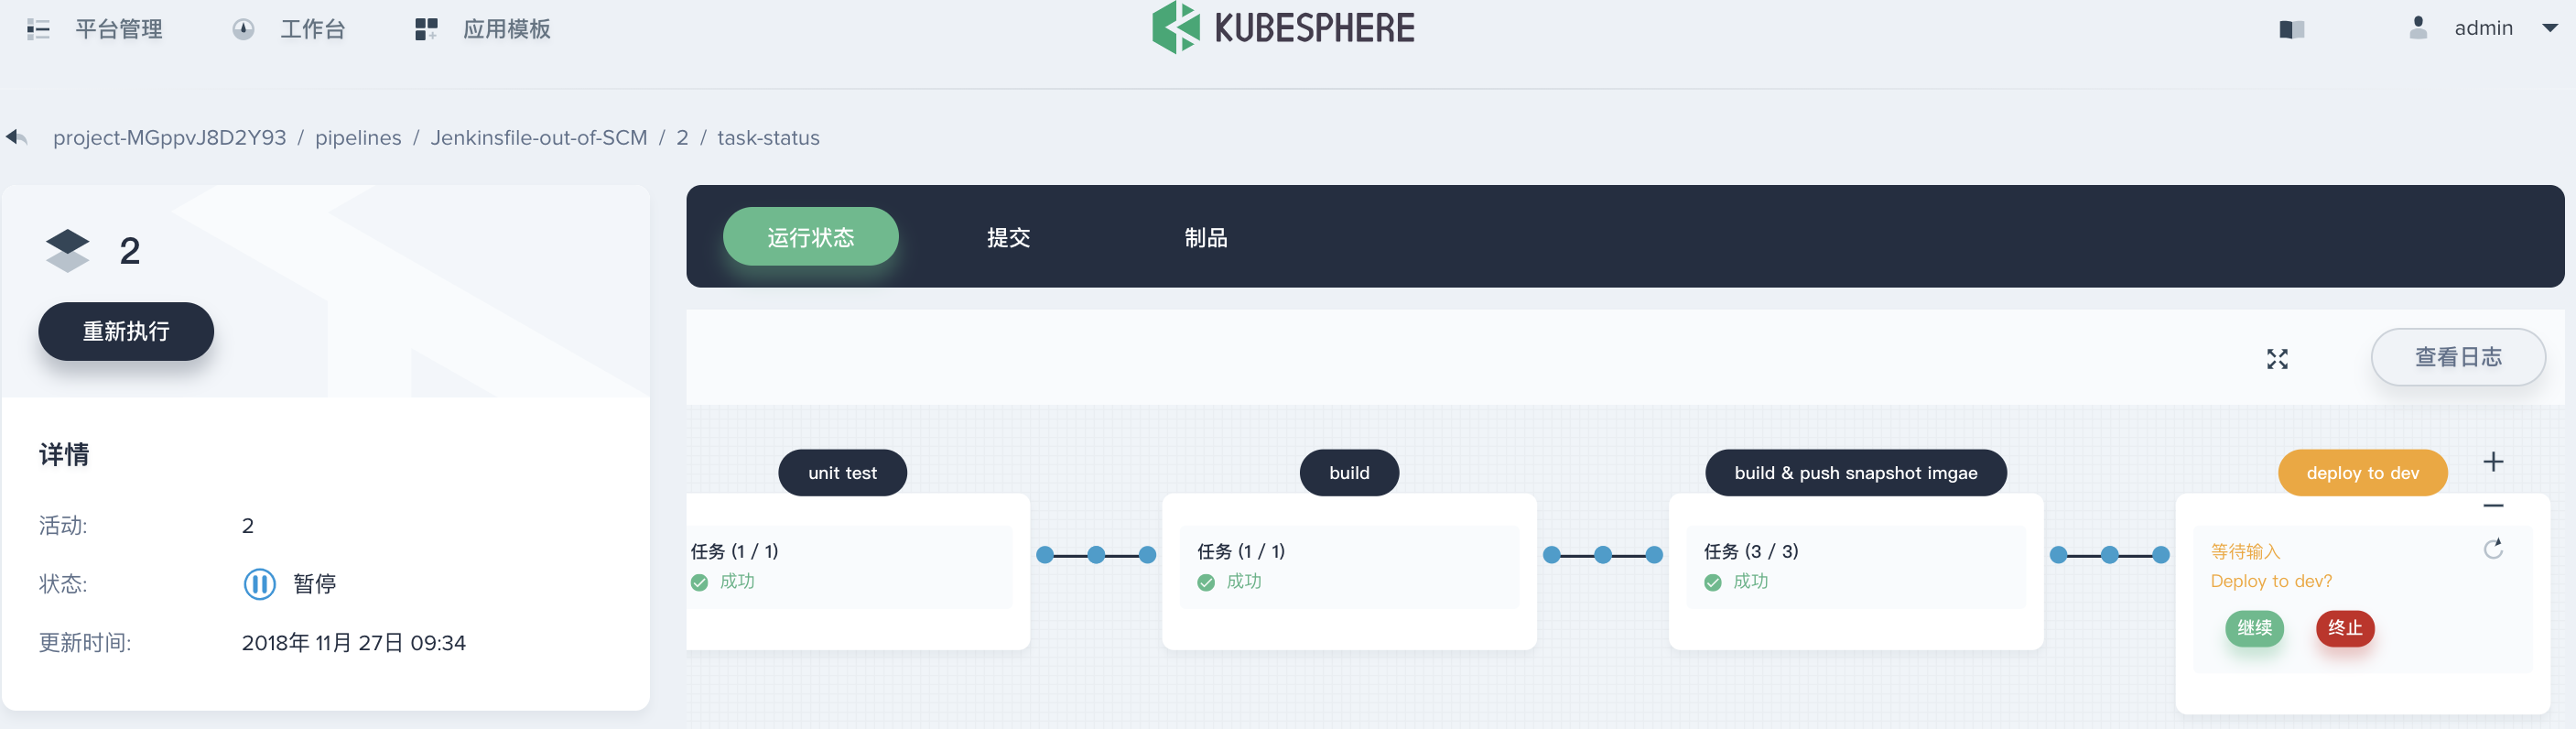 平台管理 工作台 应用模板 KUBESPHERE admin
project-MGppvJ8D2Y93 / pipelines / Jenkinsfile-out-of-SCM / 2 / task-status
2
重新执行
详情
活动: 2
状态: 暂停
更新时间: 2018年 11月 27日 09:34
运行状态 提交 制品
查看日志
unit test
任务 (1 / 1)
成功
build
任务 (1 / 1)
成功
build & push snapshot imgae
任务 (3 / 3)
成功
deploy to dev
等待输入
Deploy to dev?
继续 终止